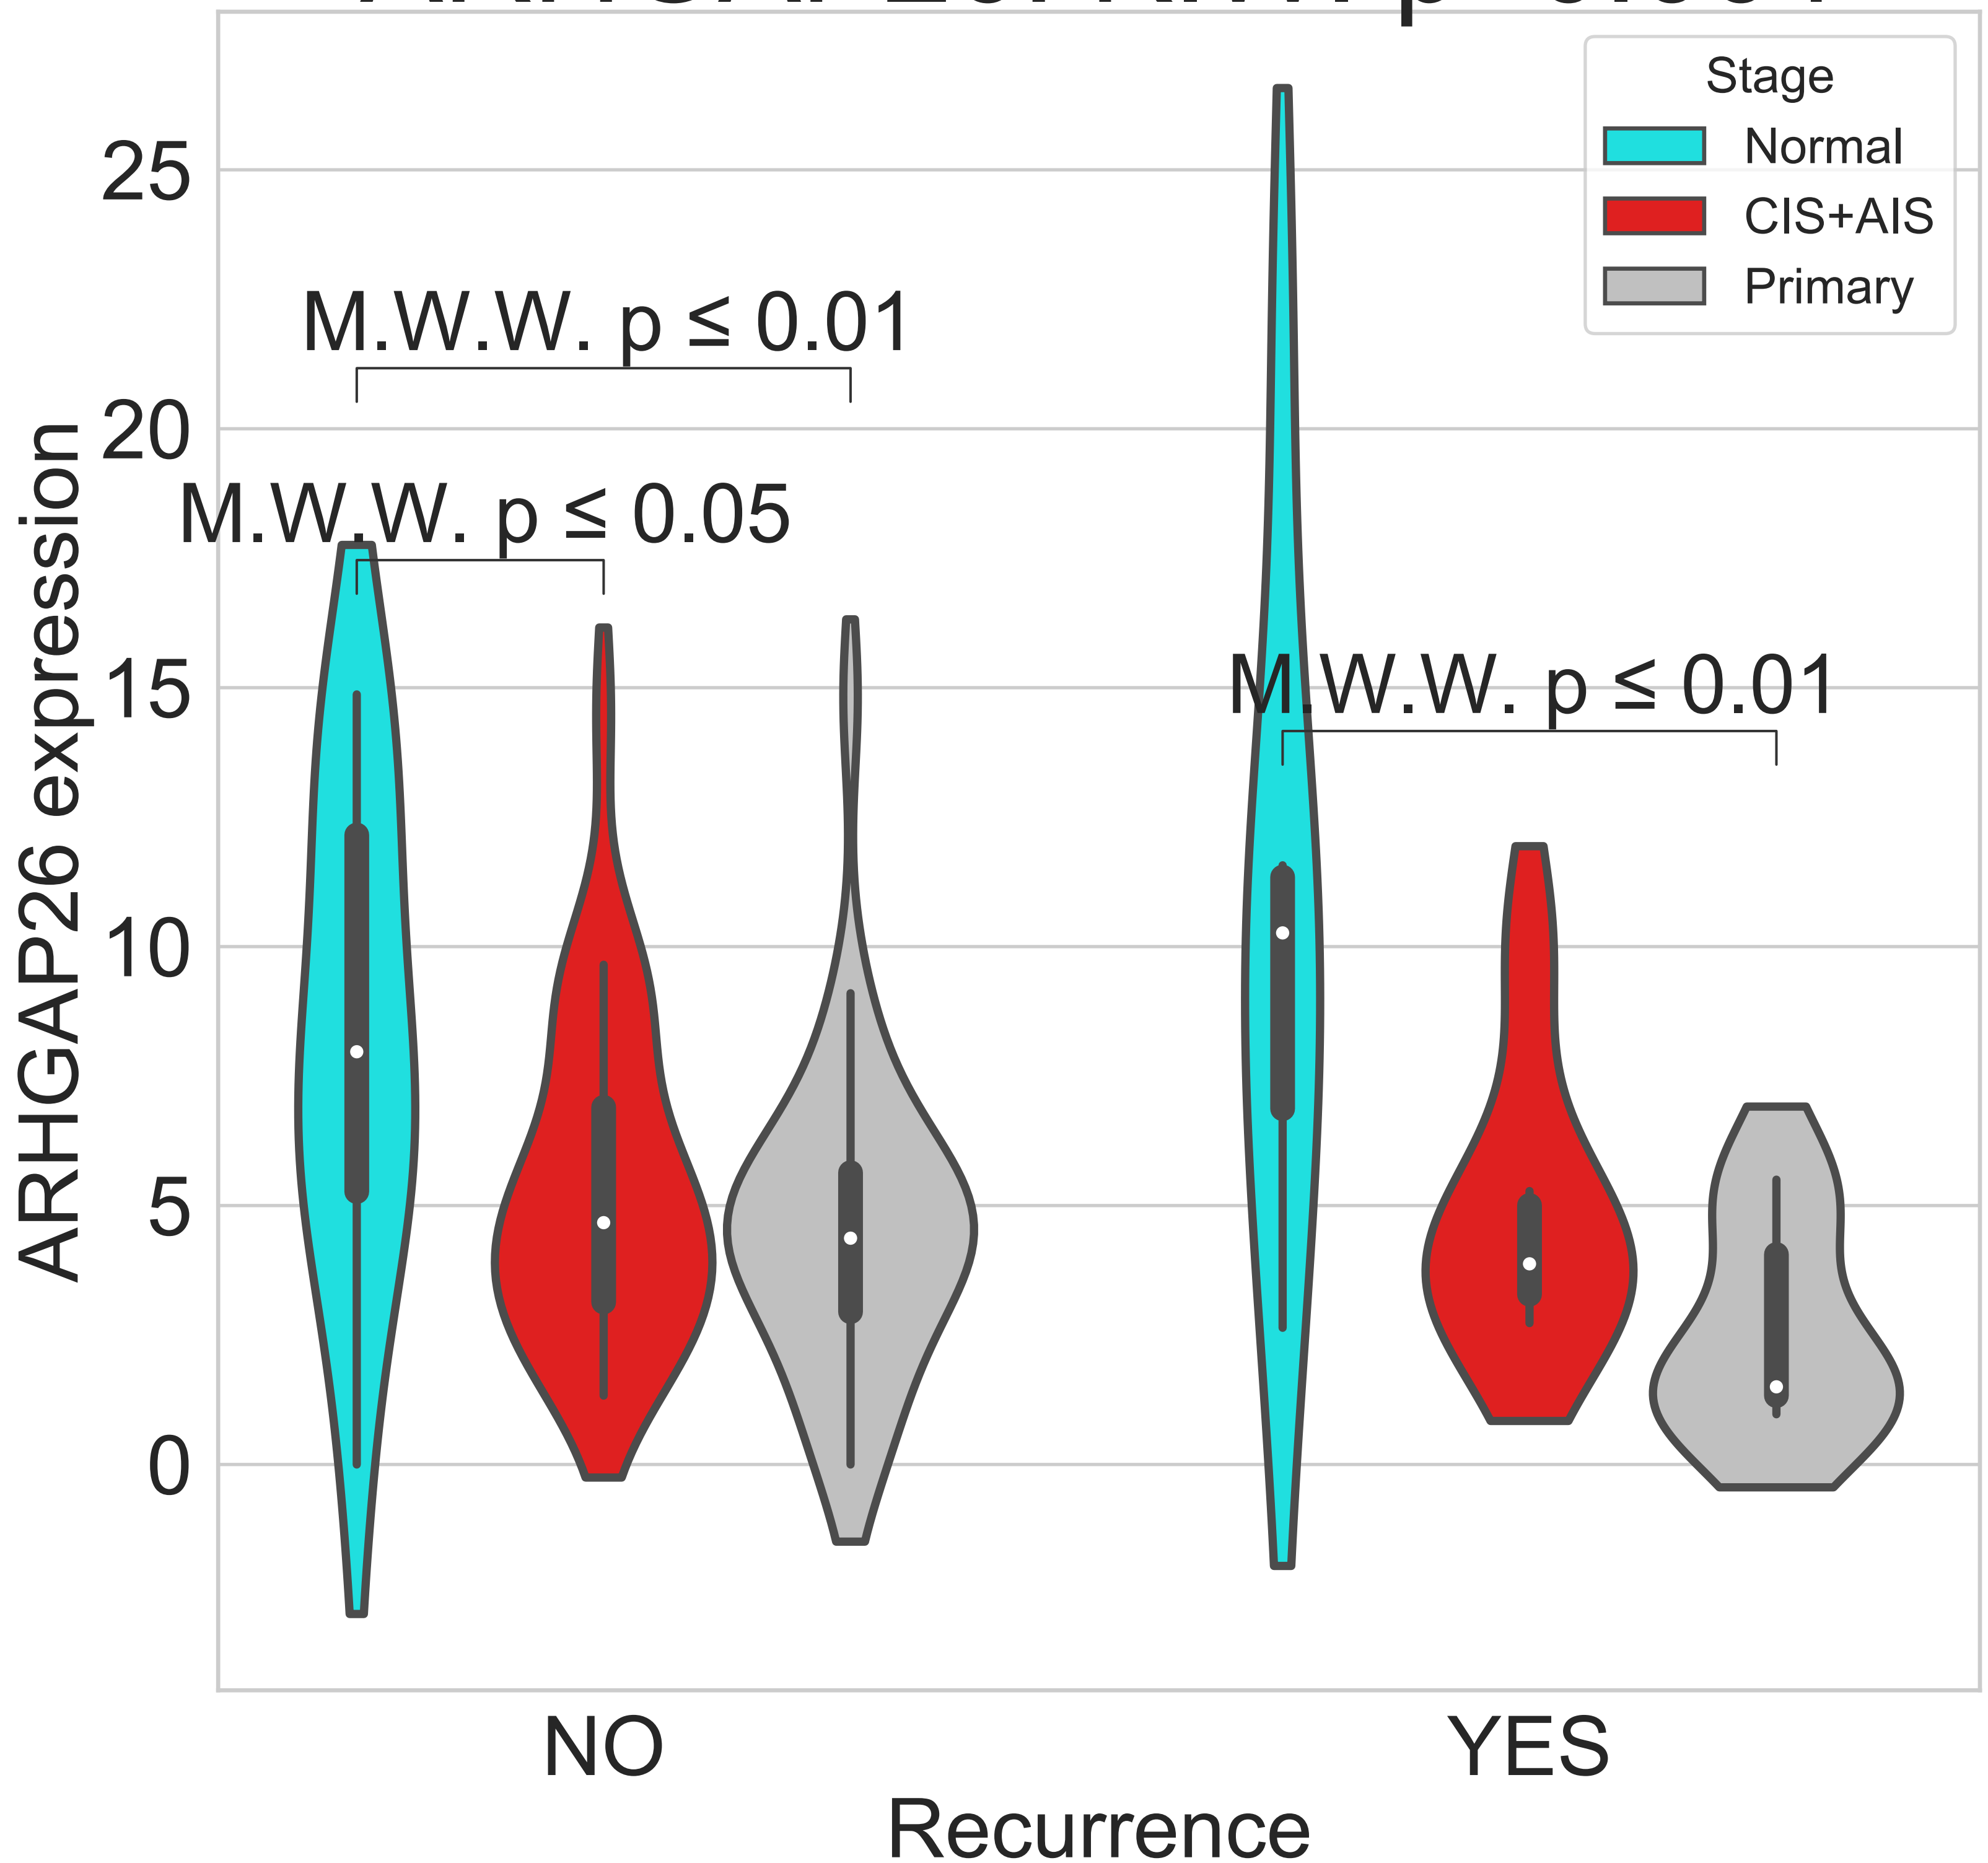 Stage
Normal
CIS+AIS
Primary
25
20
15
10
5
0
ARHGAP26 expression
M.W.W. p ≤ 0.01
M.W.W. p ≤ 0.05
M.W.W. p ≤ 0.01
NO
YES
Recurrence